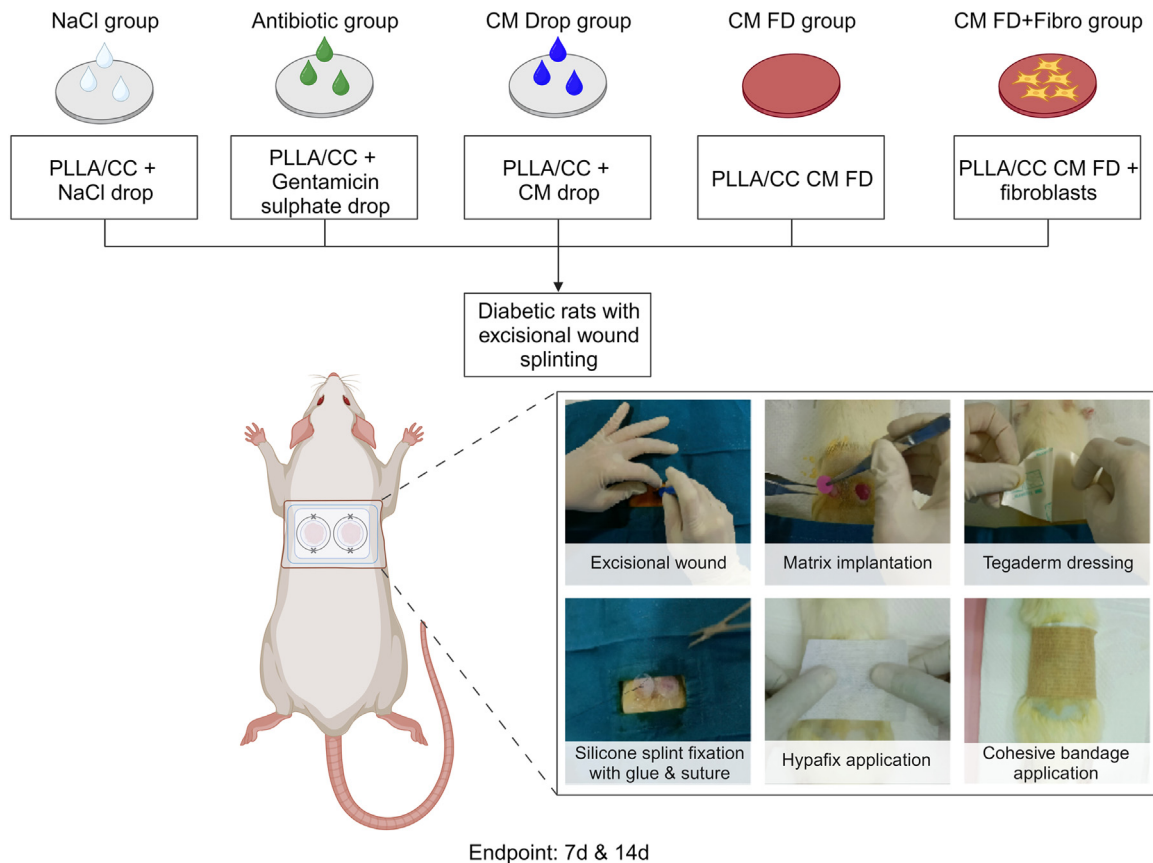 NaCl group
Antibiotic group
CM Drop group
CM FD group
CM FD+Fibro group
PLLA/CC +
NaCl drop
PLLA/CC +
Gentamicin
sulphate drop
PLLA/CC +
CM drop
PLLA/CC CM FD
PLLA/CC CM FD +
fibroblasts
Diabetic rats with
excisional wound
splinting
Excisional wound
Matrix implantation
Tegaderm dressing
Silicone splint fixation
with glue & suture
Hypafix application
Cohesive bandage
application
Endpoint: 7d & 14d